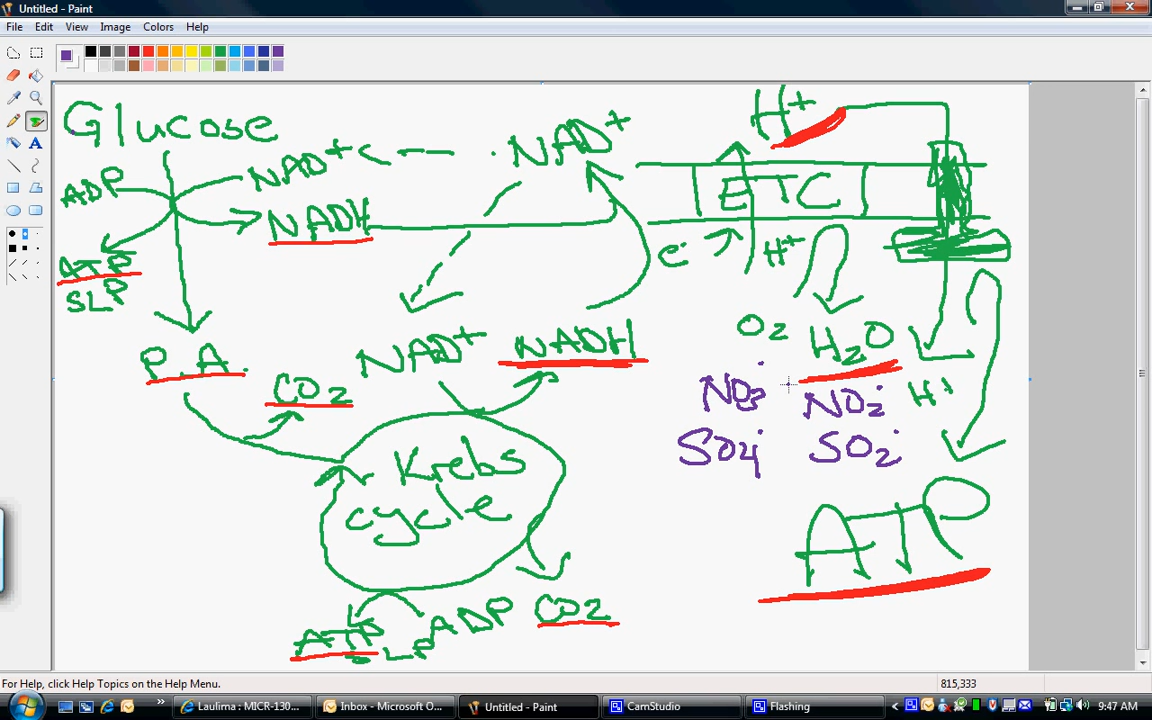 Untitled - Paint
File Edit View Image Colors Help
Glucose
ADP
NAD+
NAD+
NADH
ATP
SLP
P.A.
CO2
NAD+
NADH
Krebs
cycle
ATP
SLP
ADP
CO2
H+
ETC
e-
H+
O2
H2O
NO3-
NO2-
H+
SO4-
SO2-
ATP
For Help, click Help Topics on the Help Menu.
815,333
Laulima : MICR-130...
Inbox - Microsoft O...
Untitled - Paint
CamStudio
Flashing
9:47 AM